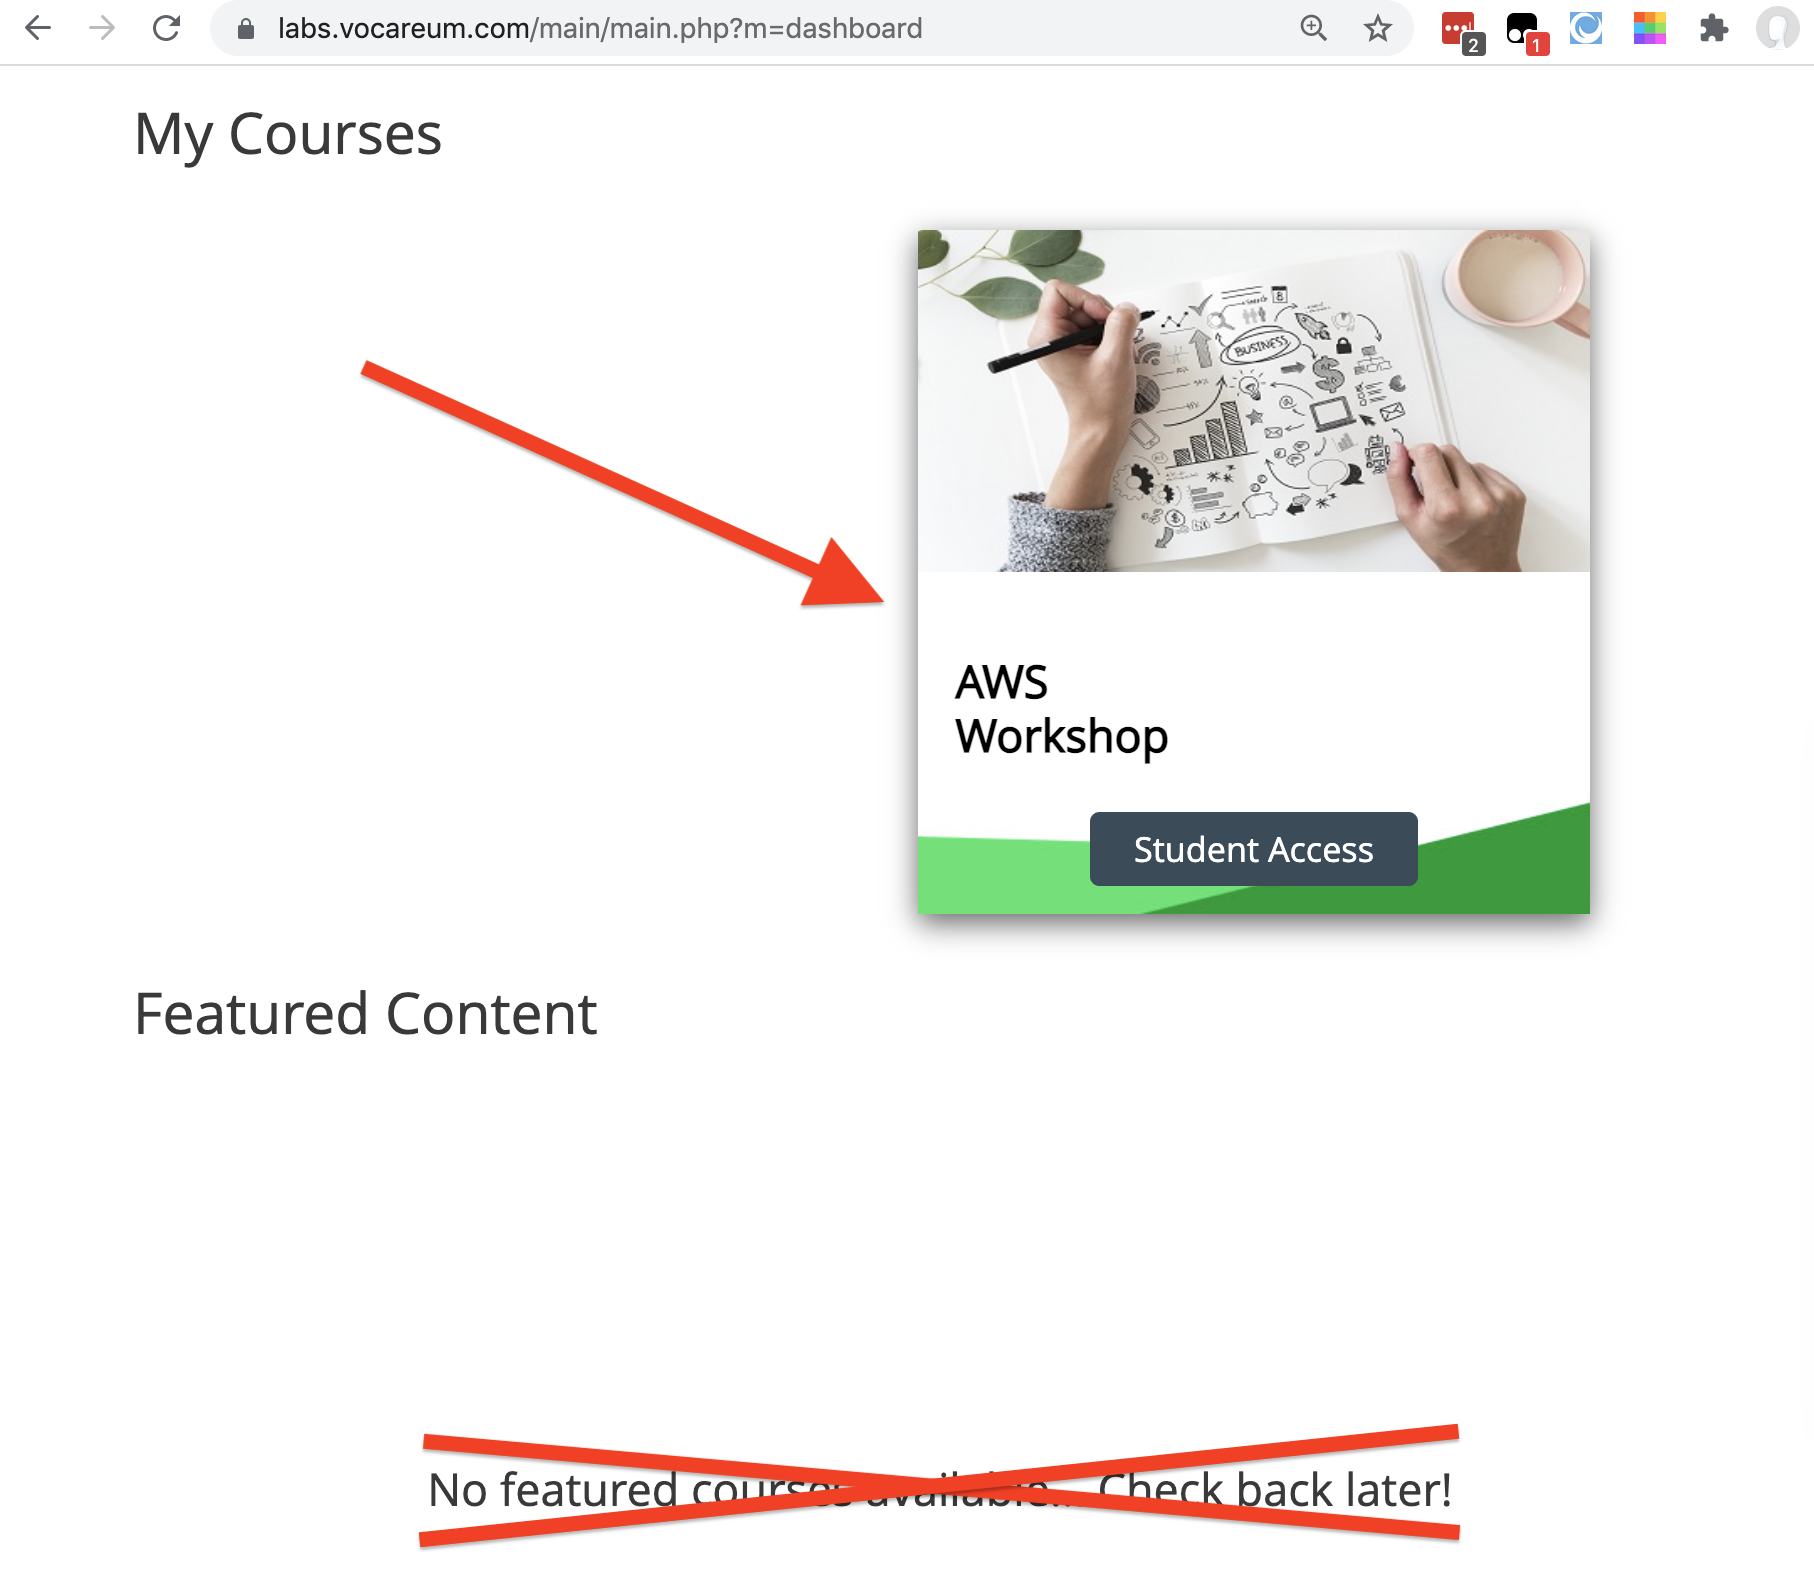 labs.vocareum.com/main/main.php?m=dashboard
2
1
My Courses
BUSINESS
8
AWS
Workshop
Student Access
Featured Content
No featured courses available... Check back later!